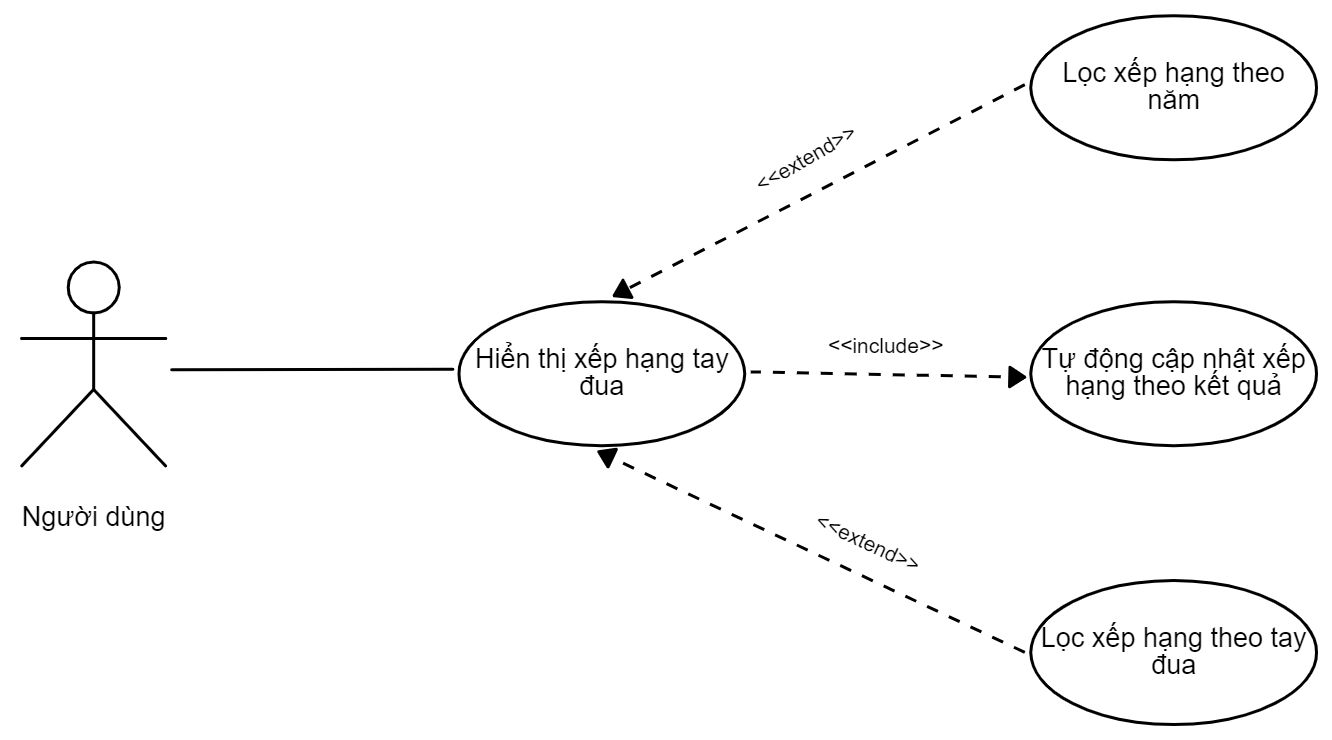 Lọc xếp hạng theo
năm
<<extend>>
Hiển thị xếp hạng tay
đua
<<include>>
Tự động cập nhật xếp
hạng theo kết quả
Người dùng
<<extend>>
Lọc xếp hạng theo tay
đua